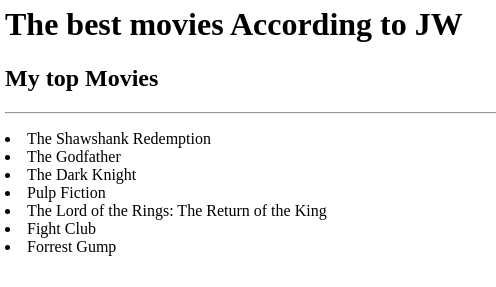 The best movies According to JW
My top Movies
The Shawshank Redemption
The Godfather
The Dark Knight
Pulp Fiction
The Lord of the Rings: The Return of the King
Fight Club
Forrest Gump